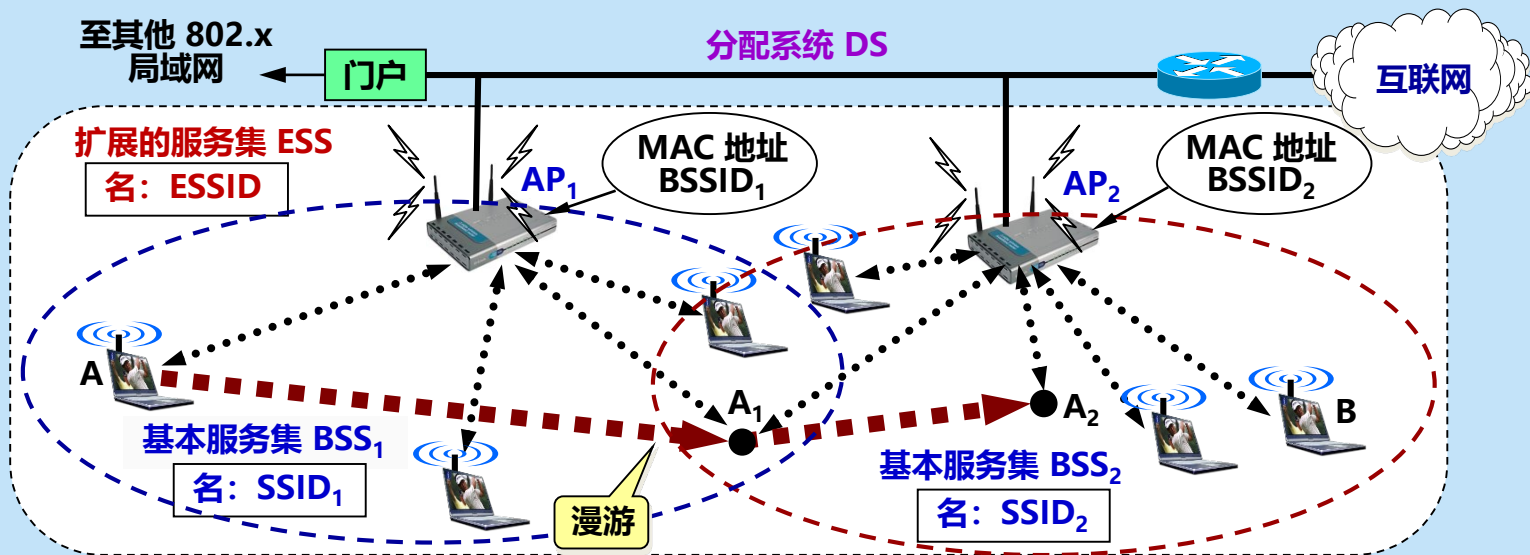 至其他 802.x
局域网
门户
分配系统 DS
互联网
扩展的服务集 ESS
名：ESSID
AP₁
MAC 地址
BSSID₁
AP₂
MAC 地址
BSSID₂
A
A₁
A₂
B
基本服务集 BSS₁
名：SSID₁
漫游
基本服务集 BSS₂
名：SSID₂